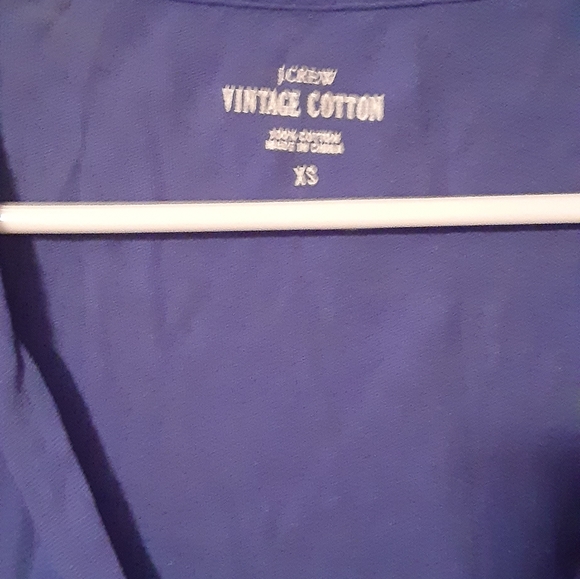 J.CREW
VINTAGE COTTON
100% COTTON
MADE IN CHINA
XS